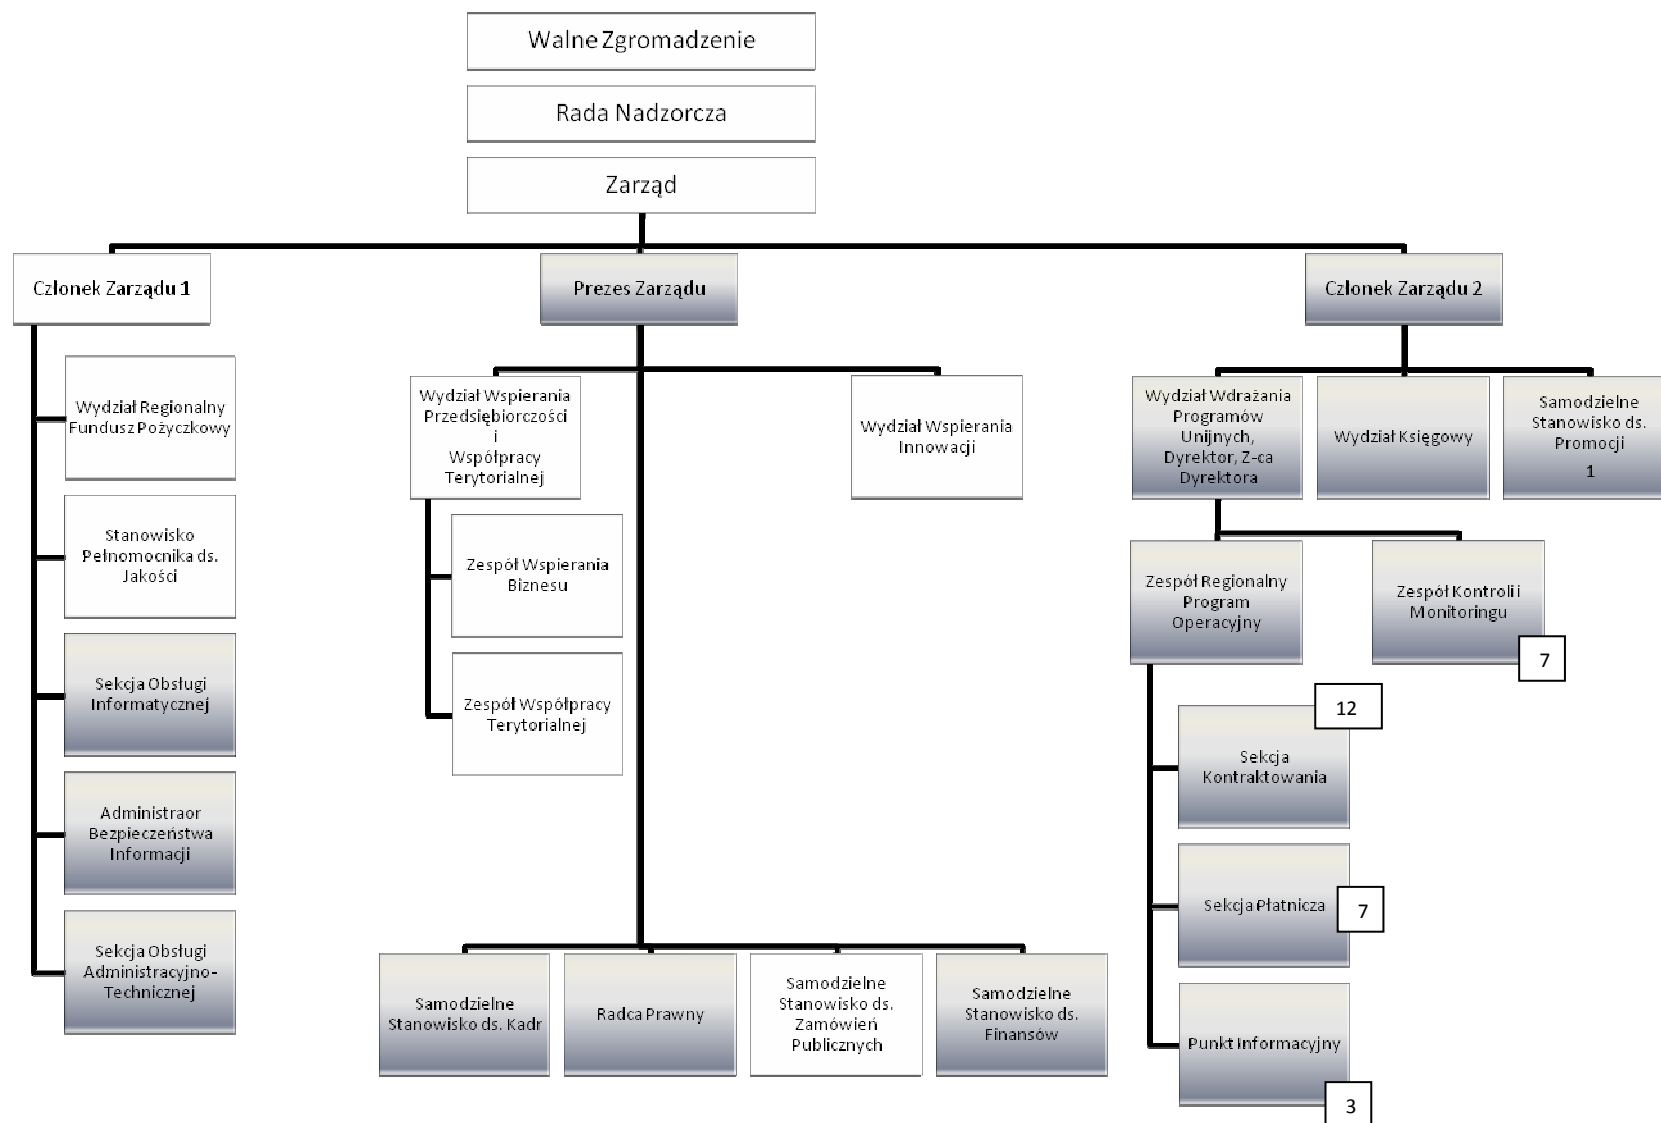 Walne Zgromadzenie
Rada Nadzorcza
Zarząd
Członek Zarządu 1
Prezes Zarządu
Członek Zarządu 2
Wydział Regionalny
Fundusz Pożyczkowy
Stanowisko
Pełnomocnika ds.
Jakości
Sekcja Obsługi
Informatycznej
Administraor
Bezpieczeństwa
Informacji
Sekcja Obsługi
Administracyjno-
Technicznej
Wydział Wspierania
Przedsiębiorczości
i
Współpracy
Terytorialnej
Zespół Wspierania
Biznesu
Zespół Współpracy
Terytorialnej
Wydział Wspierania
Innowacji
Samodzielne
Stanowisko ds. Kadr
Radca Prawny
Samodzielne
Stanowisko ds.
Zamówień
Publicznych
Samodzielne
Stanowisko ds.
Finansów
Wydział Wdrażania
Programów
Unijnych,
Dyrektor, Z-ca
Dyrektora
Wydział Księgowy
Samodzielne
Stanowisko ds.
Promocji
1
Zespół Regionalny
Program
Operacyjny
Zespół Kontroli i
Monitoringu
7
12
Sekcja
Kontraktowania
Sekcja Płatnicza
7
Punkt Informacyjny
3